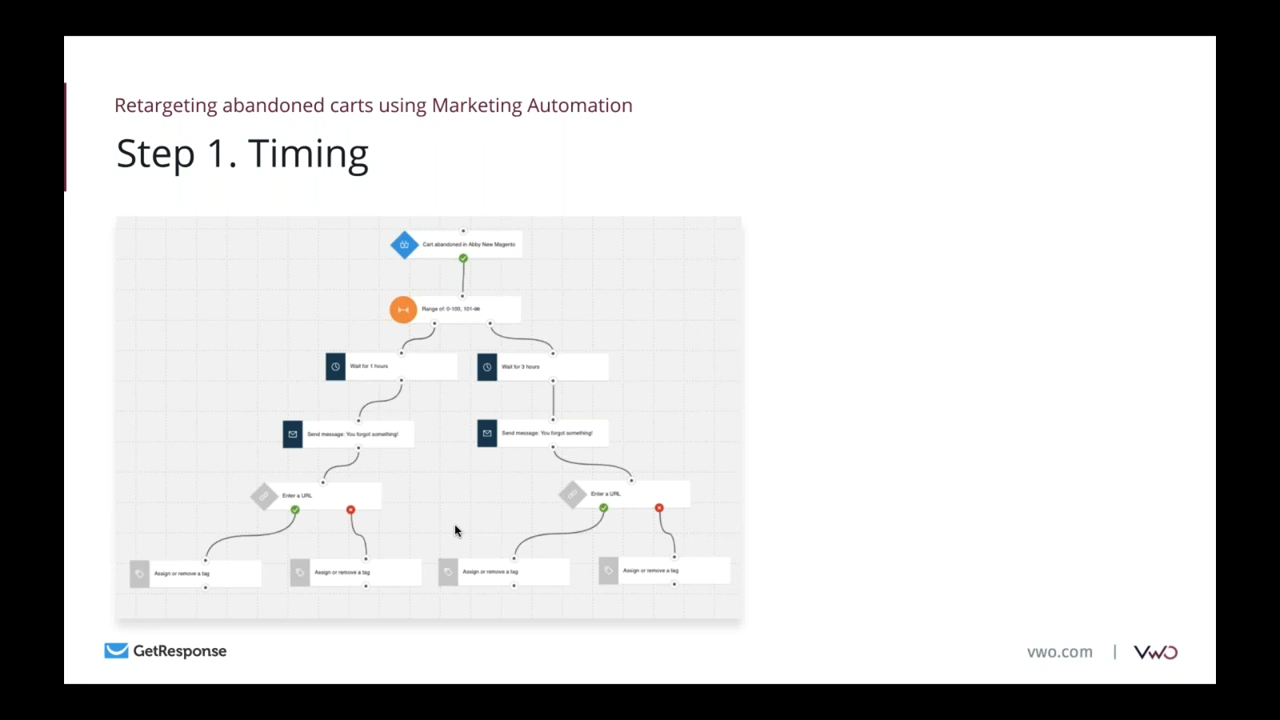 Retargeting abandoned carts using Marketing Automation
Step 1. Timing
Cart abandoned in Abby New Magento
Range of: 0-100, 101-∞
Wait for 1 hours
Wait for 3 hours
Send message: You forgot something!
Send message: You forgot something!
Enter a URL
Enter a URL
Assign or remove a tag
Assign or remove a tag
Assign or remove a tag
Assign or remove a tag
GetResponse
vwo.com | VWO